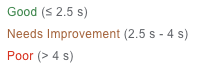 Good (≤ 2.5 s)
Needs Improvement (2.5 s - 4 s)
Poor (> 4 s)